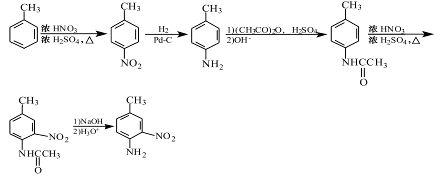 CH₃
浓 HNO₃
浓 H₂SO₄, △
CH₃
NO₂
H₂
Pd-C
CH₃
NH₂
1)(CH₃CO)₂O, H₂SO₄
2)OH⁻
CH₃
NHCCH₃
O
浓 HNO₃
浓 H₂SO₄, △
CH₃
NO₂
NHCCH₃
O
1)NaOH
2)H₃O⁺
CH₃
NO₂
NH₂